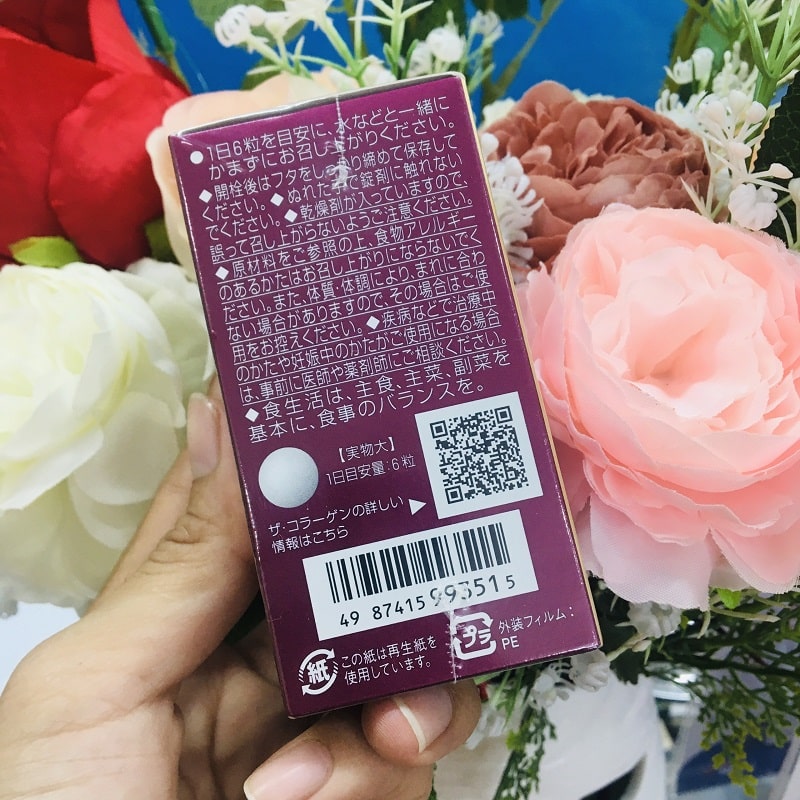 ●1日6粒を目安に、水などと一緒に
かまずにお召し上がりください。
◆開栓後はフタをしっかり締めて保存して
ください。◆ぬれた手で錠剤に触れない
でください。◆乾燥剤が入っていますので、
誤って召し上がらないようご注意ください。
◆原材料をご参照の上、食物アレルギー
のあるかたはお召し上がりにならないでく
ださい。また、体質・体調により、まれに合わ
ない場合がありますので、その場合はご使
用をお控えください。◆疾病などで治療中
のかたや妊娠中のかたがご使用になる場合
は、事前に医師や薬剤師にご相談ください。
◆食生活は、主食、主菜、副菜を
基本に、食事のバランスを。
【実物大】
1日目安量:6粒
ザ・コラーゲンの詳しい
情報はこちら
4987415993515
紙
この紙は再生紙を
使用しています。
プラ
外装フィルム:
PE